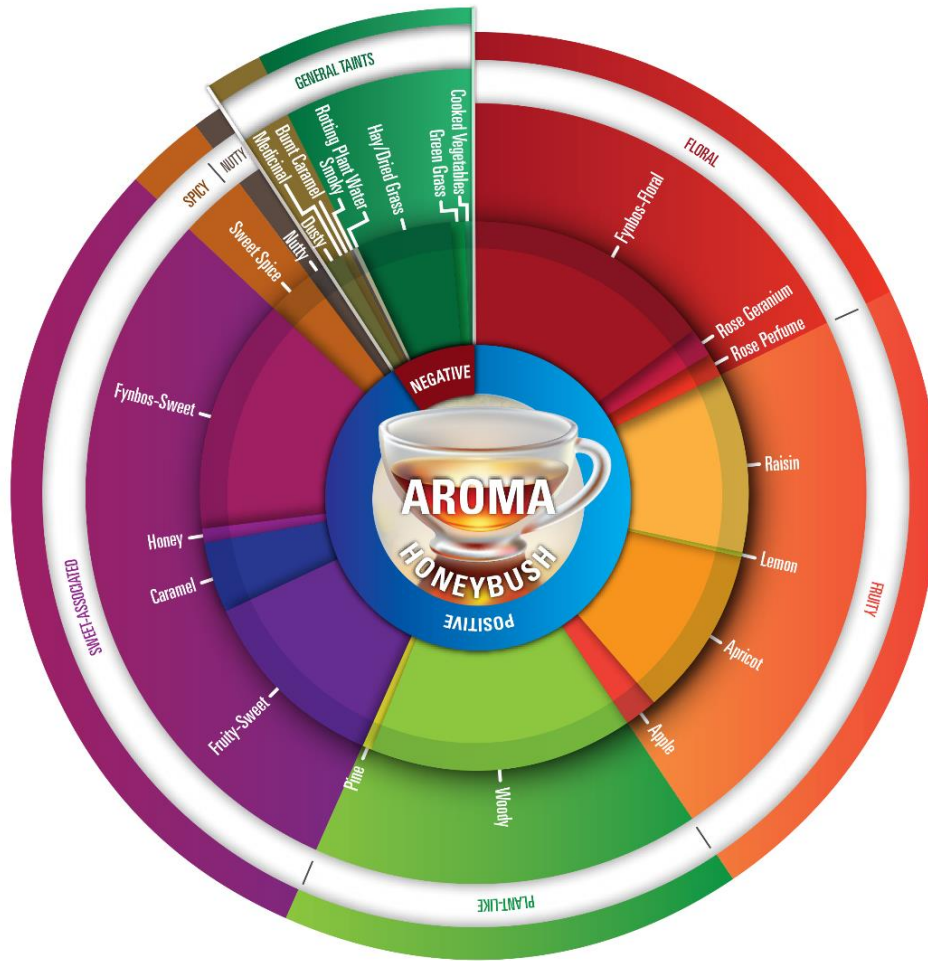 GENERAL TAINTS
FLORAL
FRUITY
PLANT-LIKE
SWEET-ASSOCIATED
SPICY
NUTTY
Medicinal
Burnt Caramel
Dusty
Smoky
Rotting Plant Water
Hay/Dried Grass
Green Grass
Cooked Vegetables
Fynbos-Floral
Rose Geranium
Rose Perfume
Raisin
Lemon
Apricot
Apple
Woody
Pine
Fruity-Sweet
Caramel
Honey
Fynbos-Sweet
Sweet Spice
Nutty
NEGATIVE
AROMA
HONEYBUSH
POSITIVE